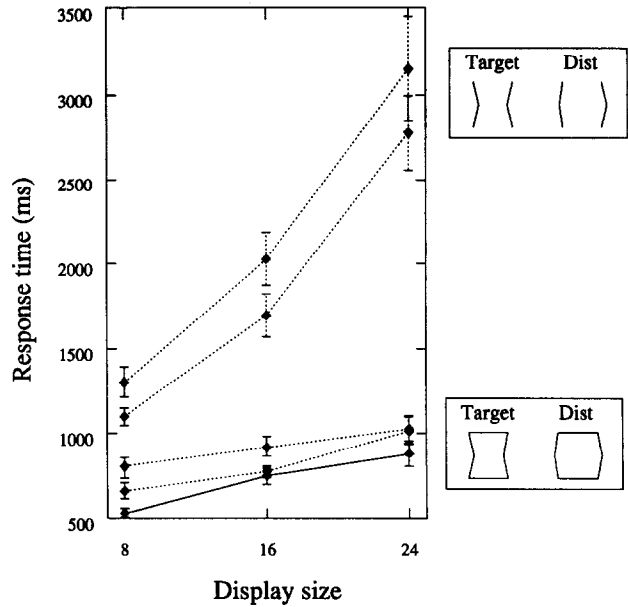 3500
3000
2500
2000
1500
1000
500
Response time (ms)
8 16 24
Display size
Target Dist
Target Dist